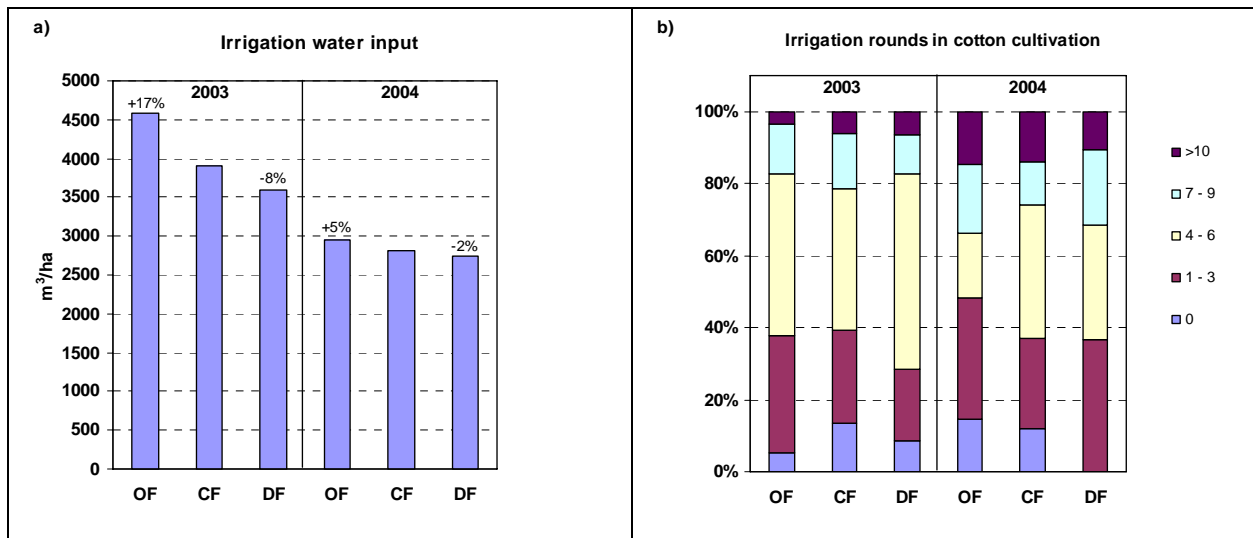 a)
Irrigation water input
2003 2004
5000
4500
4000
3500
3000
2500
2000
1500
1000
500
0
m³/ha
+17%
-8%
+5%
-2%
OF CF DF OF CF DF
b)
Irrigation rounds in cotton cultivation
2003 2004
100%
80%
60%
40%
20%
0%
OF CF DF OF CF DF
>10
7 - 9
4 - 6
1 - 3
0